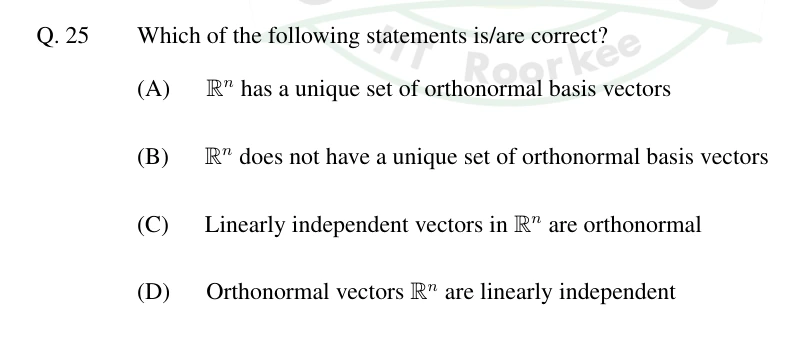 Q. 25 Which of the following statements is/are correct?
IIT Roorkee
(A) ℝⁿ has a unique set of orthonormal basis vectors
(B) ℝⁿ does not have a unique set of orthonormal basis vectors
(C) Linearly independent vectors in ℝⁿ are orthonormal
(D) Orthonormal vectors ℝⁿ are linearly independent